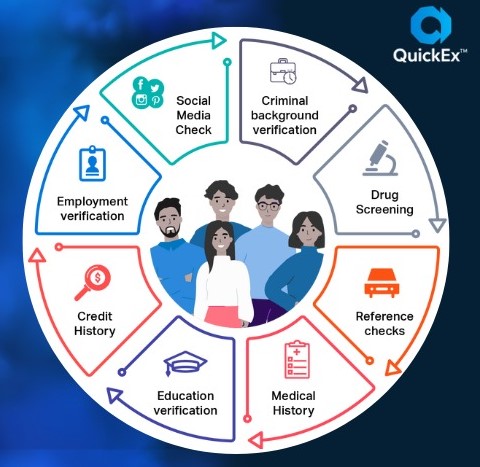 QuickEx™
Social
Media
Check
Criminal
background
verification
Drug
Screening
Reference
checks
Medical
History
Education
verification
Credit
History
Employment
verification